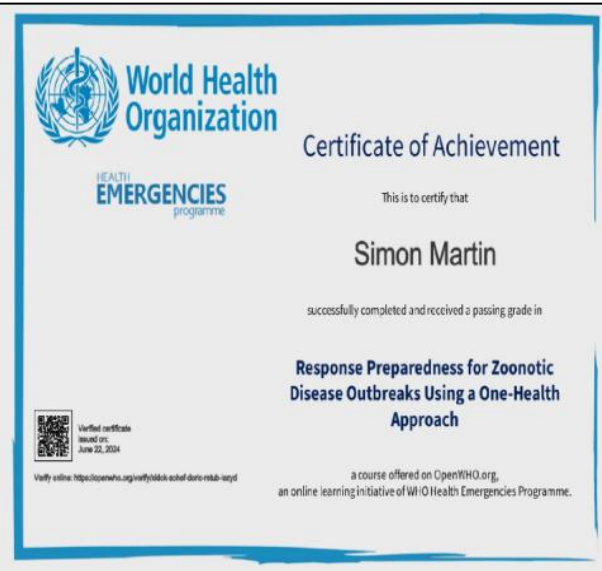 World Health
Organization
HEALTH
EMERGENCIES
programme
Certificate of Achievement
This is to certify that
Simon Martin
successfully completed and received a passing grade in
Response Preparedness for Zoonotic
Disease Outbreaks Using a One-Health
Approach
Verified certificate
issued on:
June 22, 2024
Verify online:
a course offered on OpenWHO.org,
an online learning initiative of WHO Health Emergencies Programme.